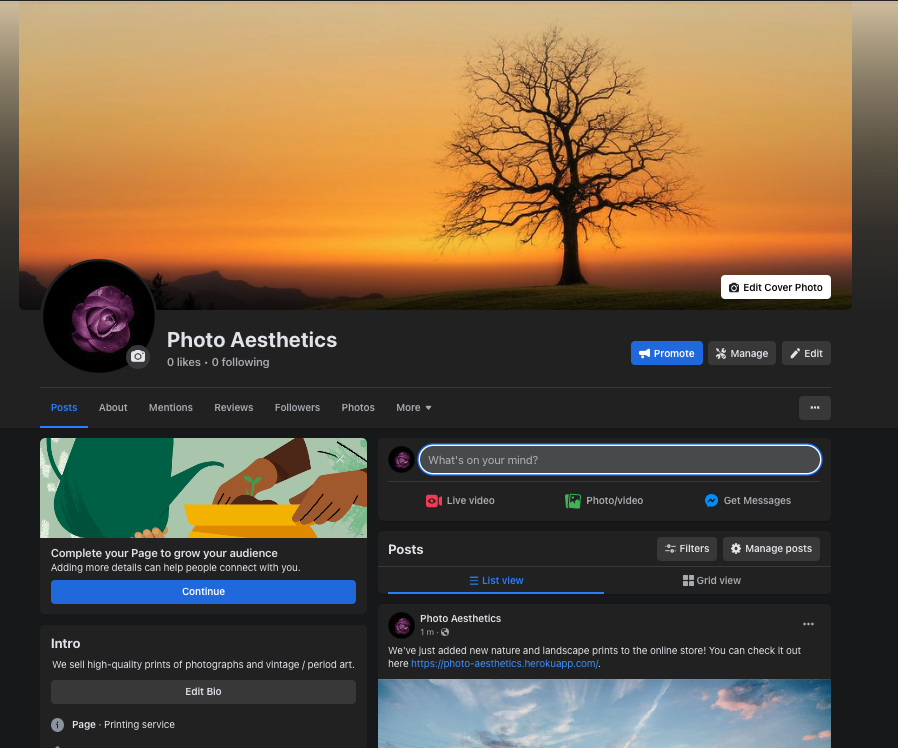 Edit Cover Photo
Photo Aesthetics
0 likes • 0 following
Promote
Manage
Edit
Posts
About
Mentions
Reviews
Followers
Photos
More
Complete your Page to grow your audience
Adding more details can help people connect with you.
Continue
Intro
We sell high-quality prints of photographs and vintage / period art.
Edit Bio
Page · Printing service
What's on your mind?
Live video
Photo/video
Get Messages
Posts
Filters
Manage posts
List view
Grid view
Photo Aesthetics
1 m ·
We've just added new nature and landscape prints to the online store! You can check it out
here https://photo-aesthetics.herokuapp.com/.